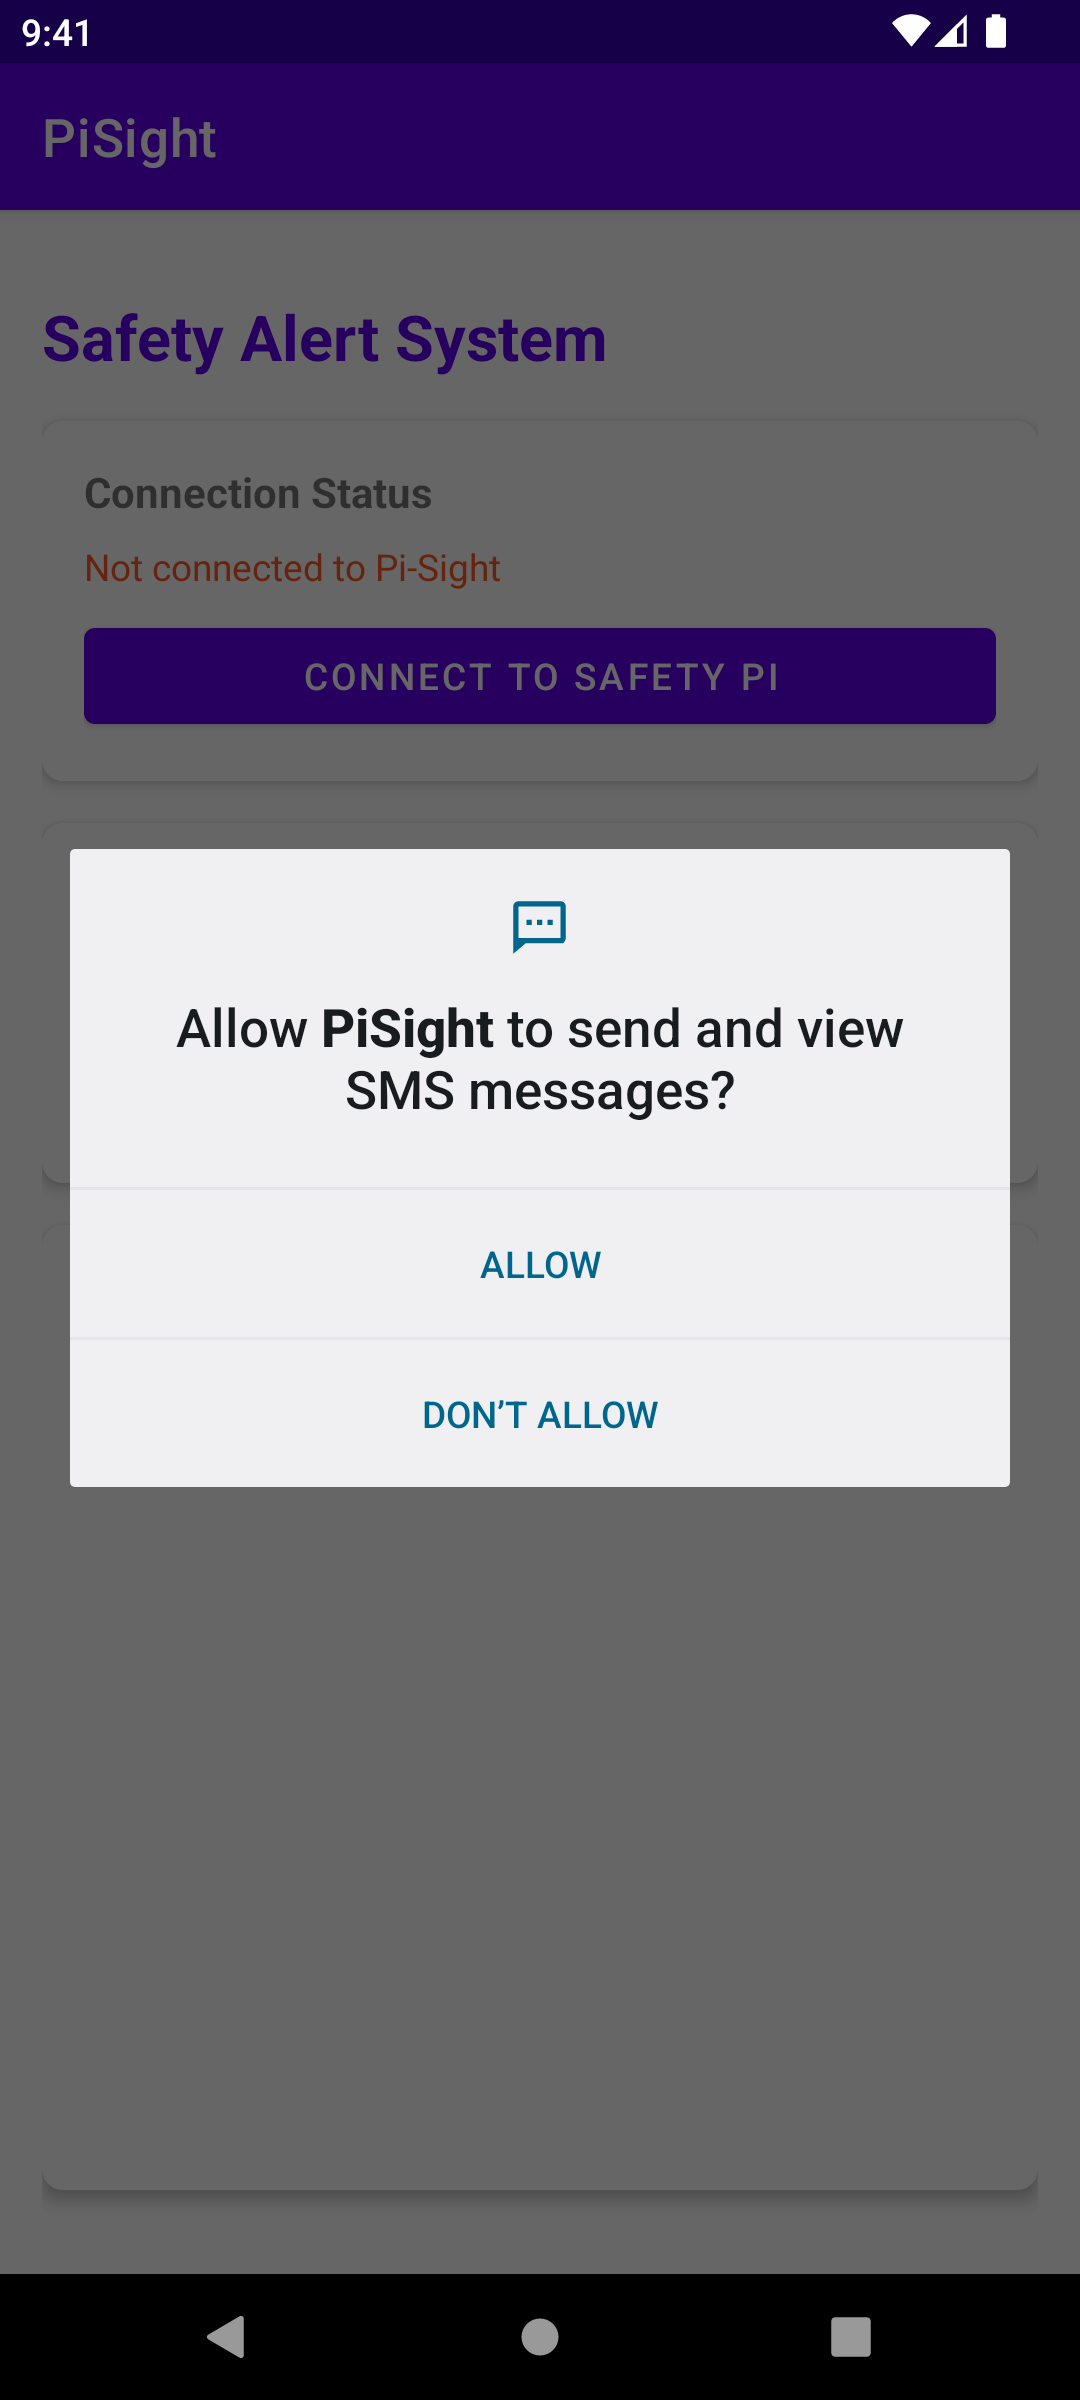 9:41
PiSight
Safety Alert System
Connection Status
Not connected to Pi-Sight
CONNECT TO SAFETY PI
Allow PiSight to send and view
SMS messages?
ALLOW
DON’T ALLOW